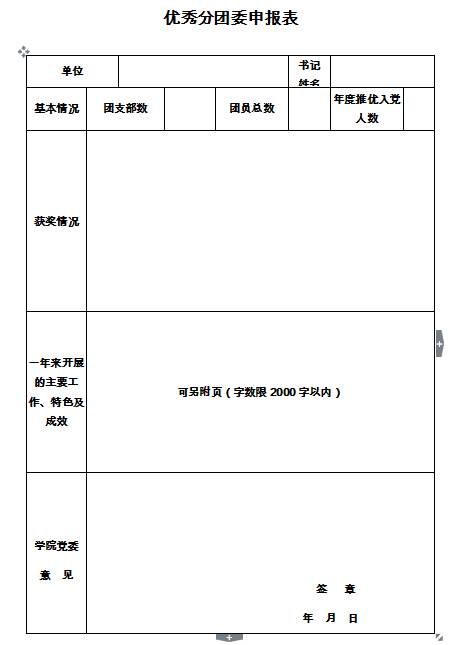 优秀分团委申报表
单位
书记
姓名
基本情况
团支部数
团员总数
年度推优入党
人数
获奖情况
一年来开展
的主要工
作、特色及
成效
可另附页（字数限 2000 字以内）
学院党委
意 见
签 章
年 月 日